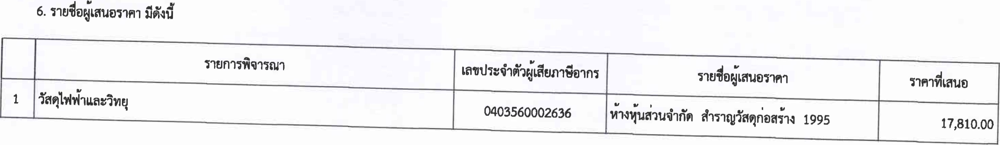 6. รายชื่อผู้เสนอราคา มีดังนี้
รายการพิจารณา เลขประจำตัวผู้เสียภาษีอากร รายชื่อผู้เสนอราคา ราคาที่เสนอ
1 วัสดุไฟฟ้าและวิทยุ 0403560002636 ห้างหุ้นส่วนจำกัด สำราญวัสดุก่อสร้าง 1995 17,810.00